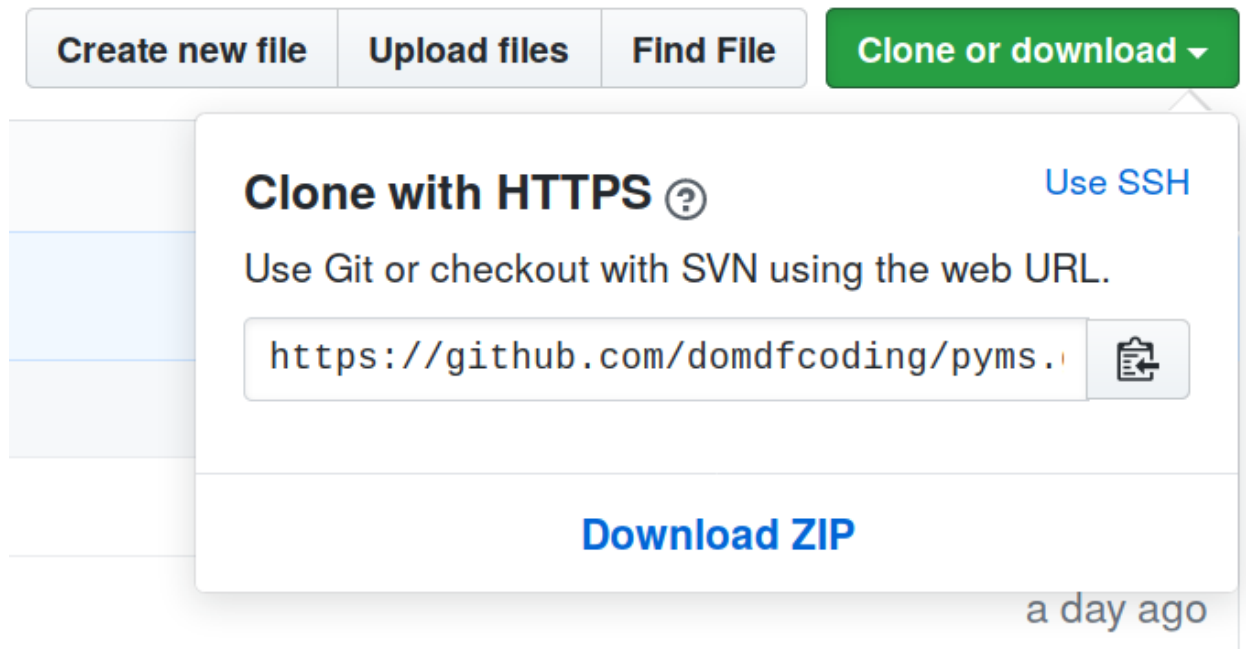 Create new file Upload files Find File Clone or download
Clone with HTTPS ? Use SSH
Use Git or checkout with SVN using the web URL.
https://github.com/domdfcoding/pyms.
Download ZIP
a day ago